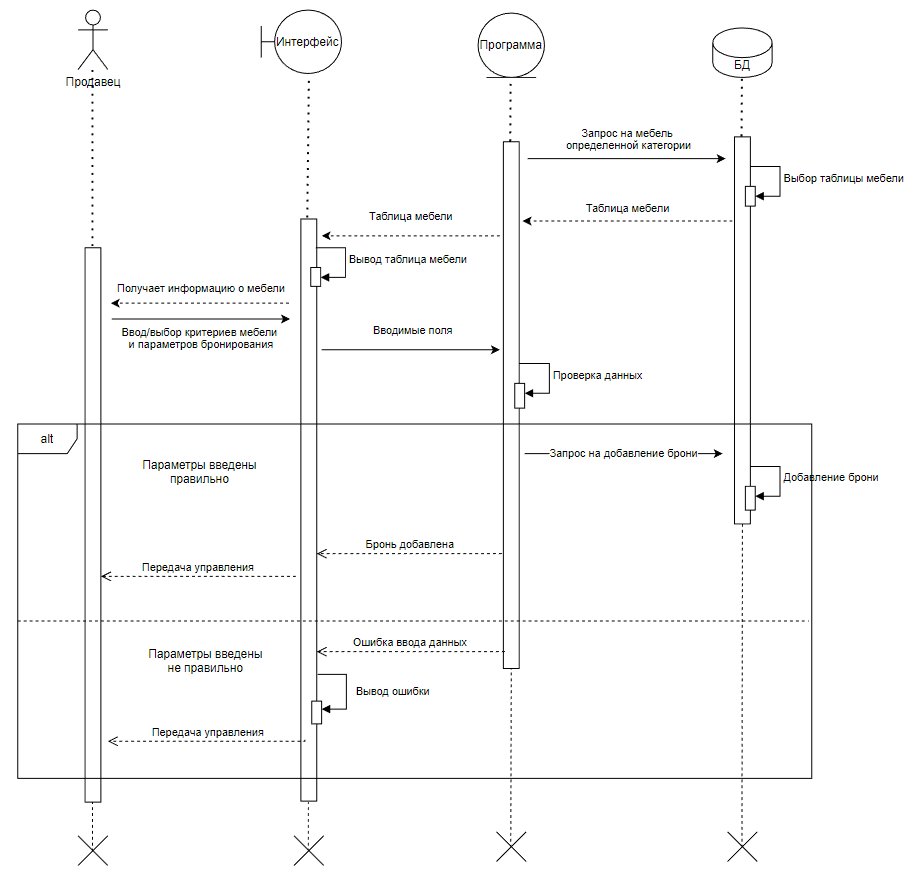 Продавец
Интерфейс
Программа
БД
Запрос на мебель
определенной категории
Выбор таблицы мебели
Таблица мебели
Таблица мебели
Вывод таблица мебели
Получает информацию о мебели
Ввод/выбор критериев мебели
и параметров бронирования
Вводимые поля
Проверка данных
alt
Параметры введены
правильно
Запрос на добавление брони
Добавление брони
Бронь добавлена
Передача управления
Параметры введены
не правильно
Ошибка ввода данных
Вывод ошибки
Передача управления